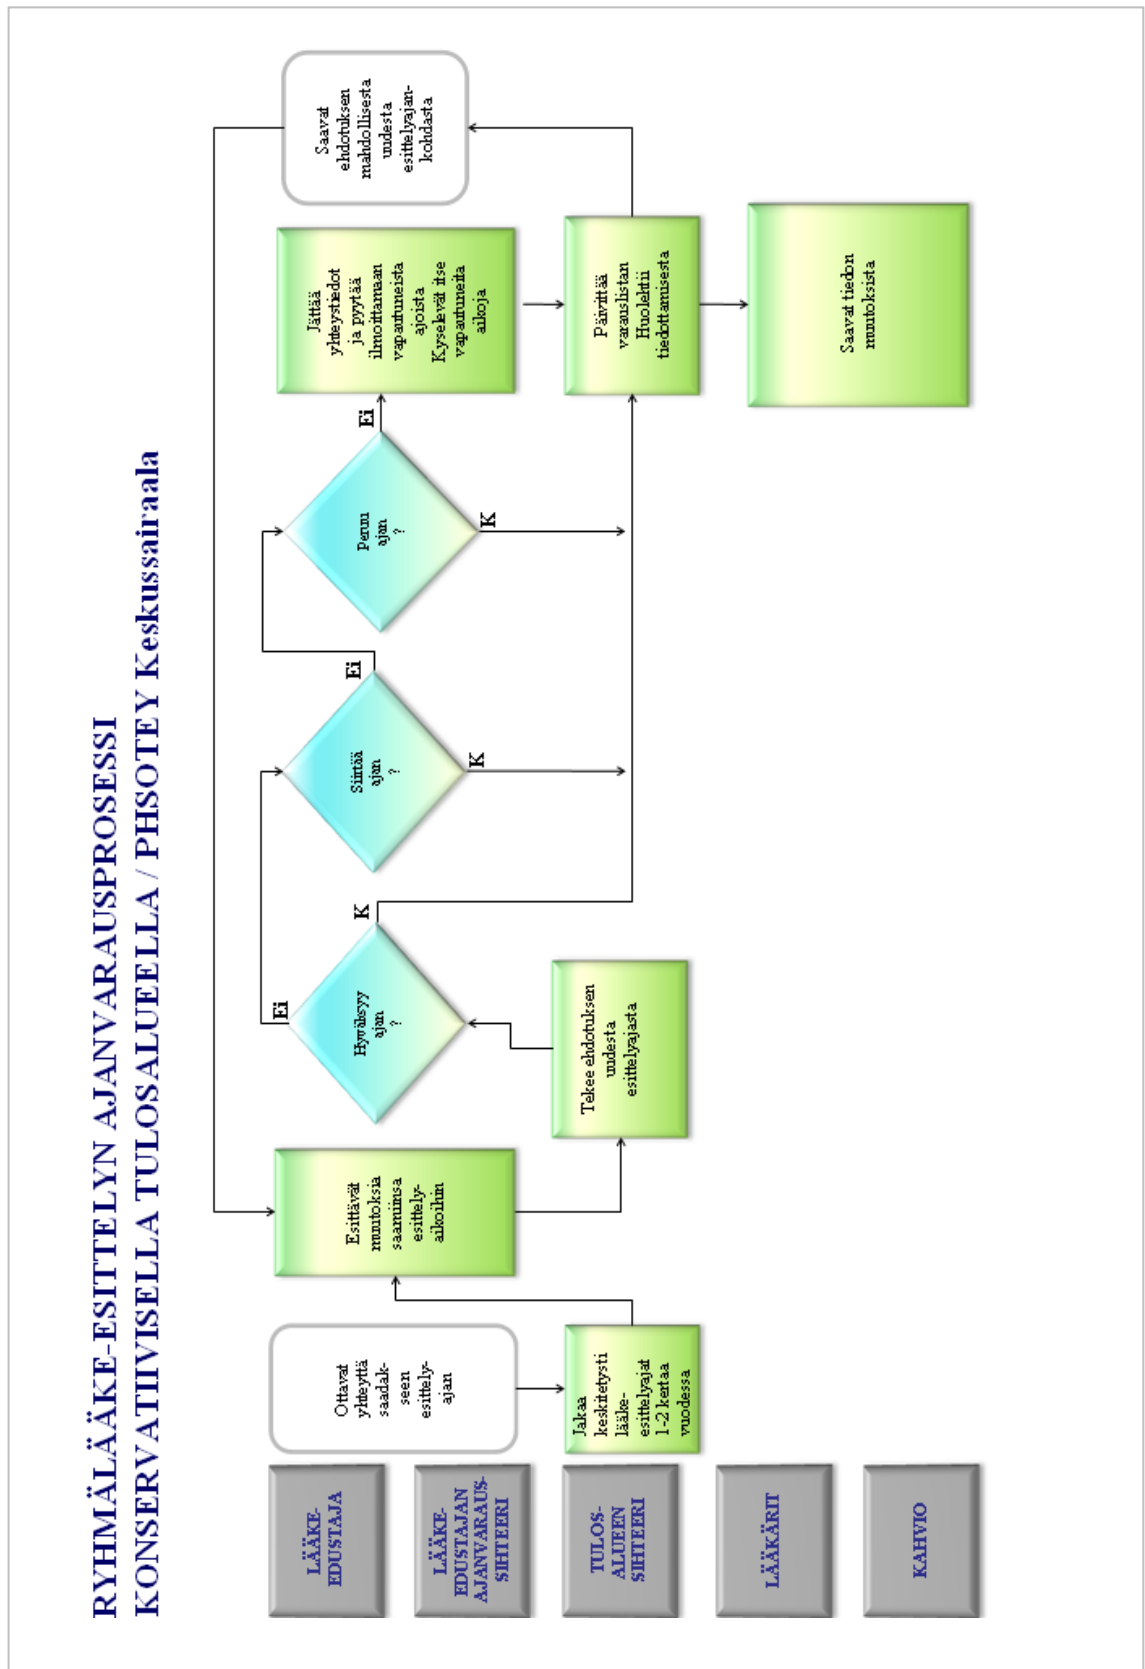 RYHMÄLÄÄKE-ESITTELYN AJANVARAUSPROSESSI
KONSERVATIIVISELLA TULOSALUEELLA / PHSOTEY Keskussairaala
LÄÄKE-
EDUSTAJA
LÄÄKE-
EDUSTAJAN
AJANVARAUS-
SIHTEERI
TULOS-
ALUEEN
SIHTEERI
LÄÄKÄRIT
KAHVIO
Ottavat
yhteyttä
saadak-
seen
esittely-
ajan
Jakaa
keskitetysti
lääke-
esittelyajat
1-2 kertaa
vuodessa
Esittävät
muutoksia
saamiinsa
esittely-
aikoihin
Tekee ehdotuksen
uudesta
esittelyajasta
Hyväksyy
ajan
?
Ei
K
Siirtää
ajan
?
Ei
K
Peruu
ajan
?
Ei
K
Jättää
yhteystiedot
ja pyytää
ilmoittamaan
vapautuneista
ajoista
Kyselevät itse
vapautuneita
aikoja
Päivittää
varauslistan
Huolehtii
tiedottamisesta
Saavat tiedon
muutoksista
Saavat
ehdotuksen
mahdollisesta
uudesta
esittelyajan-
kohdasta